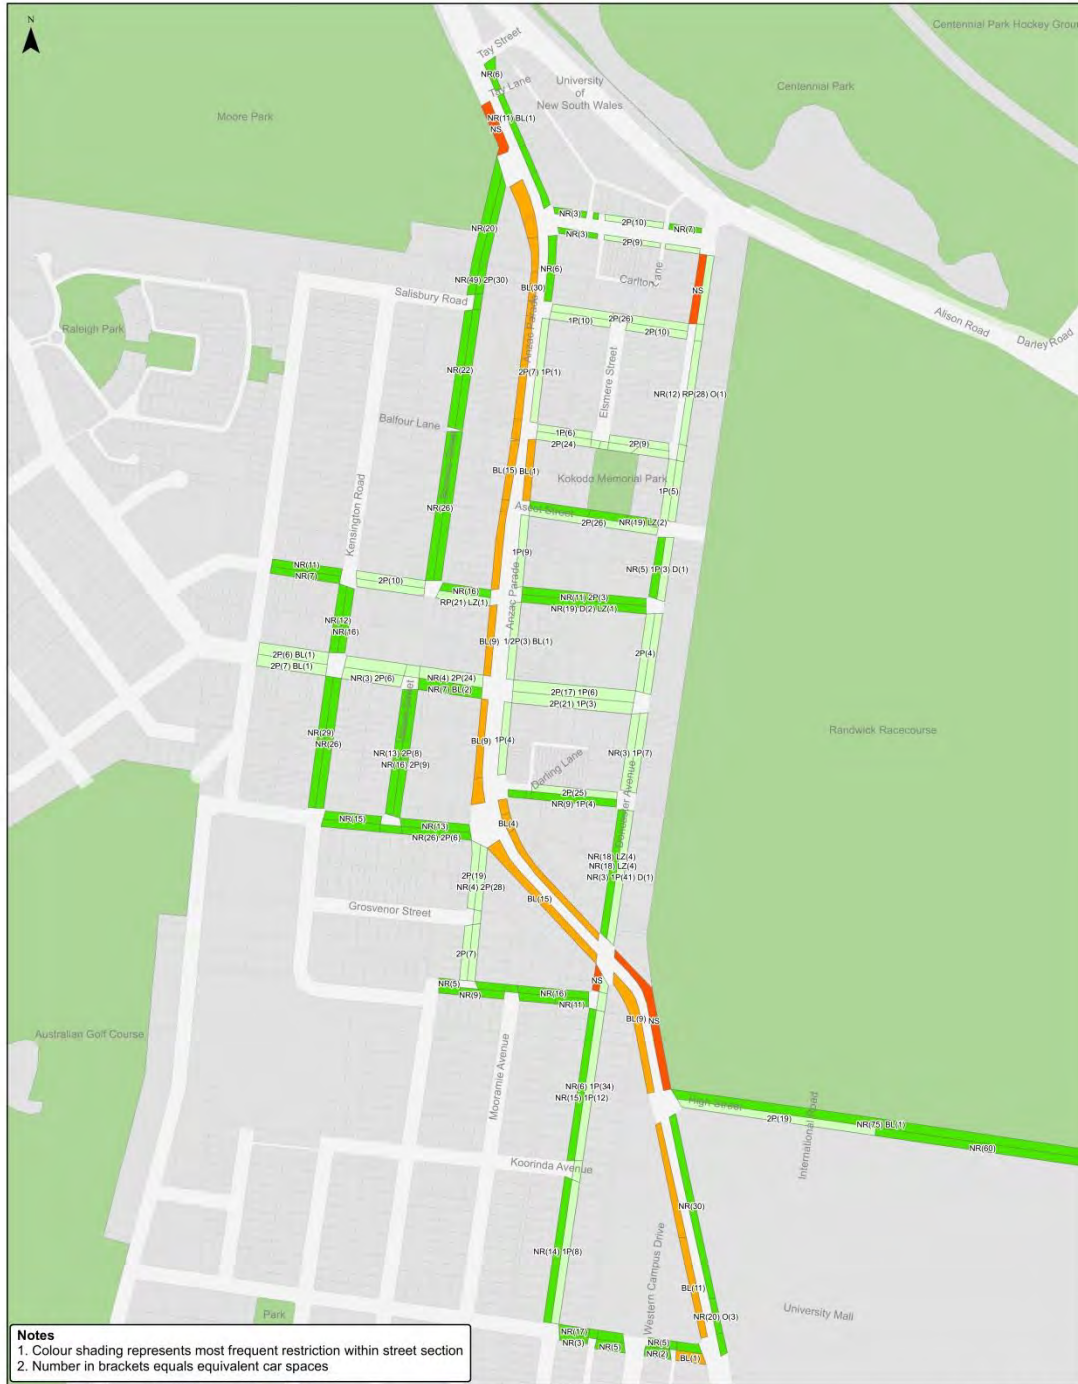 N
Centennial Park Hockey Groun
Tay Street
NR(6)
Tay Lane
University
of
New South Wales
Centennial Park
Moore Park
NR(11) BL(1)
NS
NR(3)
2P(10)
NR(7)
NR(20)
NR(3)
2P(9)
NR(6)
Carlton Lane
NR(49) 2P(30)
BL(30)
NS
Salisbury Road
Anzac Parade
1P(10)
2P(26)
2P(10)
Alison Road
Darley Road
Raleigh Park
NR(22)
2P(7) 1P(1)
Elsmere Street
NR(12) RP(28) O(1)
Balfour Lane
1P(6)
2P(24)
2P(9)
BL(15)
BL(1)
Kokodo Memorial Park
1P(5)
NR(26)
Ascot Street
2P(26)
NR(19) LZ(2)
Kensington Road
1P(9)
NR(11)
NR(7)
2P(10)
NR(16)
RP(21) LZ(1)
NR(5) 1P(3) D(1)
NR(11) 2P(3)
NR(19) D(2) LZ(1)
Anzac Parade
NR(12)
NR(16)
BL(9)
1/2P(3) BL(1)
2P(4)
2P(6) BL(1)
2P(7) BL(1)
NR(3) 2P(6)
NR(4) 2P(24)
NR(7) BL(2)
2P(17) 1P(6)
2P(21) 1P(3)
Randwick Racecourse
NR(29)
NR(26)
Street
BL(9)
1P(4)
NR(13) 2P(8)
NR(16) 2P(9)
Darling Lane
NR(3) 1P(7)
2P(25)
NR(9) 1P(4)
Doncaster Avenue
NR(15)
NR(13)
NR(26) 2P(6)
BL(4)
NR(18) LZ(4)
NR(18) LZ(4)
NR(3) 1P(41) D(1)
2P(19)
NR(4) 2P(28)
BL(15)
Grosvenor Street
2P(7)
NS
NR(5)
NR(9)
NR(16)
NR(11)
BL(9)
NS
Australian Golf Course
Mooramie Avenue
NR(6) 1P(34)
NR(15) 1P(12)
High Street
2P(19)
NR(75) BL(1)
NR(60)
International Road
Koorinda Avenue
NR(30)
NR(14) 1P(8)
Western Campus Drive
BL(11)
NR(20) O(3)
University Mall
Park
NR(17)
NR(3)
NR(5)
NR(5)
NR(2)
BL(1)
Notes
1. Colour shading represents most frequent restriction within street section
2. Number in brackets equals equivalent car spaces